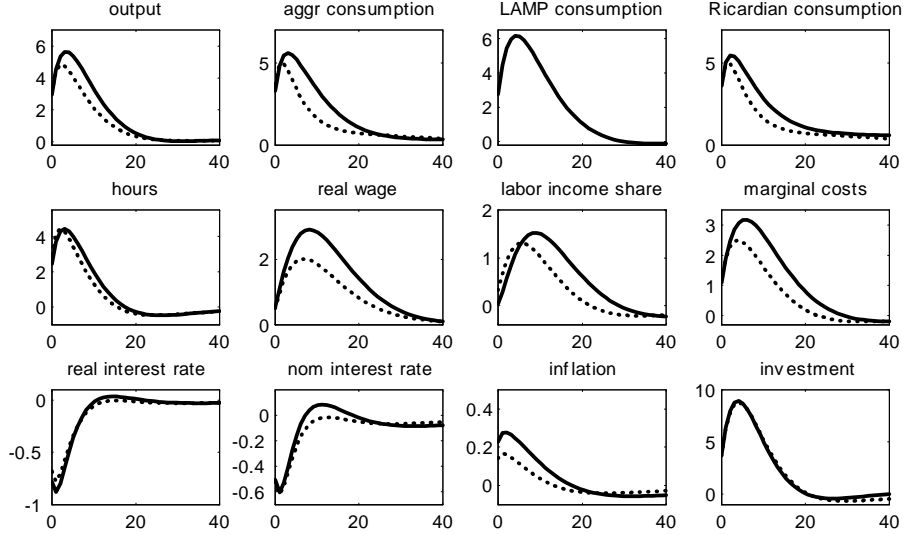 output aggr consumption LAMP consumption Ricardian consumption
6
4
2
0
0 20 40
5
0
0 20 40
6
4
2
0
0 20 40
5
0
0 20 40
hours real wage labor income share marginal costs
4
2
0
0 20 40
2
0
0 20 40
2
1
0
0 20 40
3
2
1
0
0 20 40
real interest rate nom interest rate inflation investment
0
-0.5
-1
0 20 40
0
-0.2
-0.4
-0.6
0 20 40
0.4
0.2
0
0 20 40
10
5
0
0 20 40